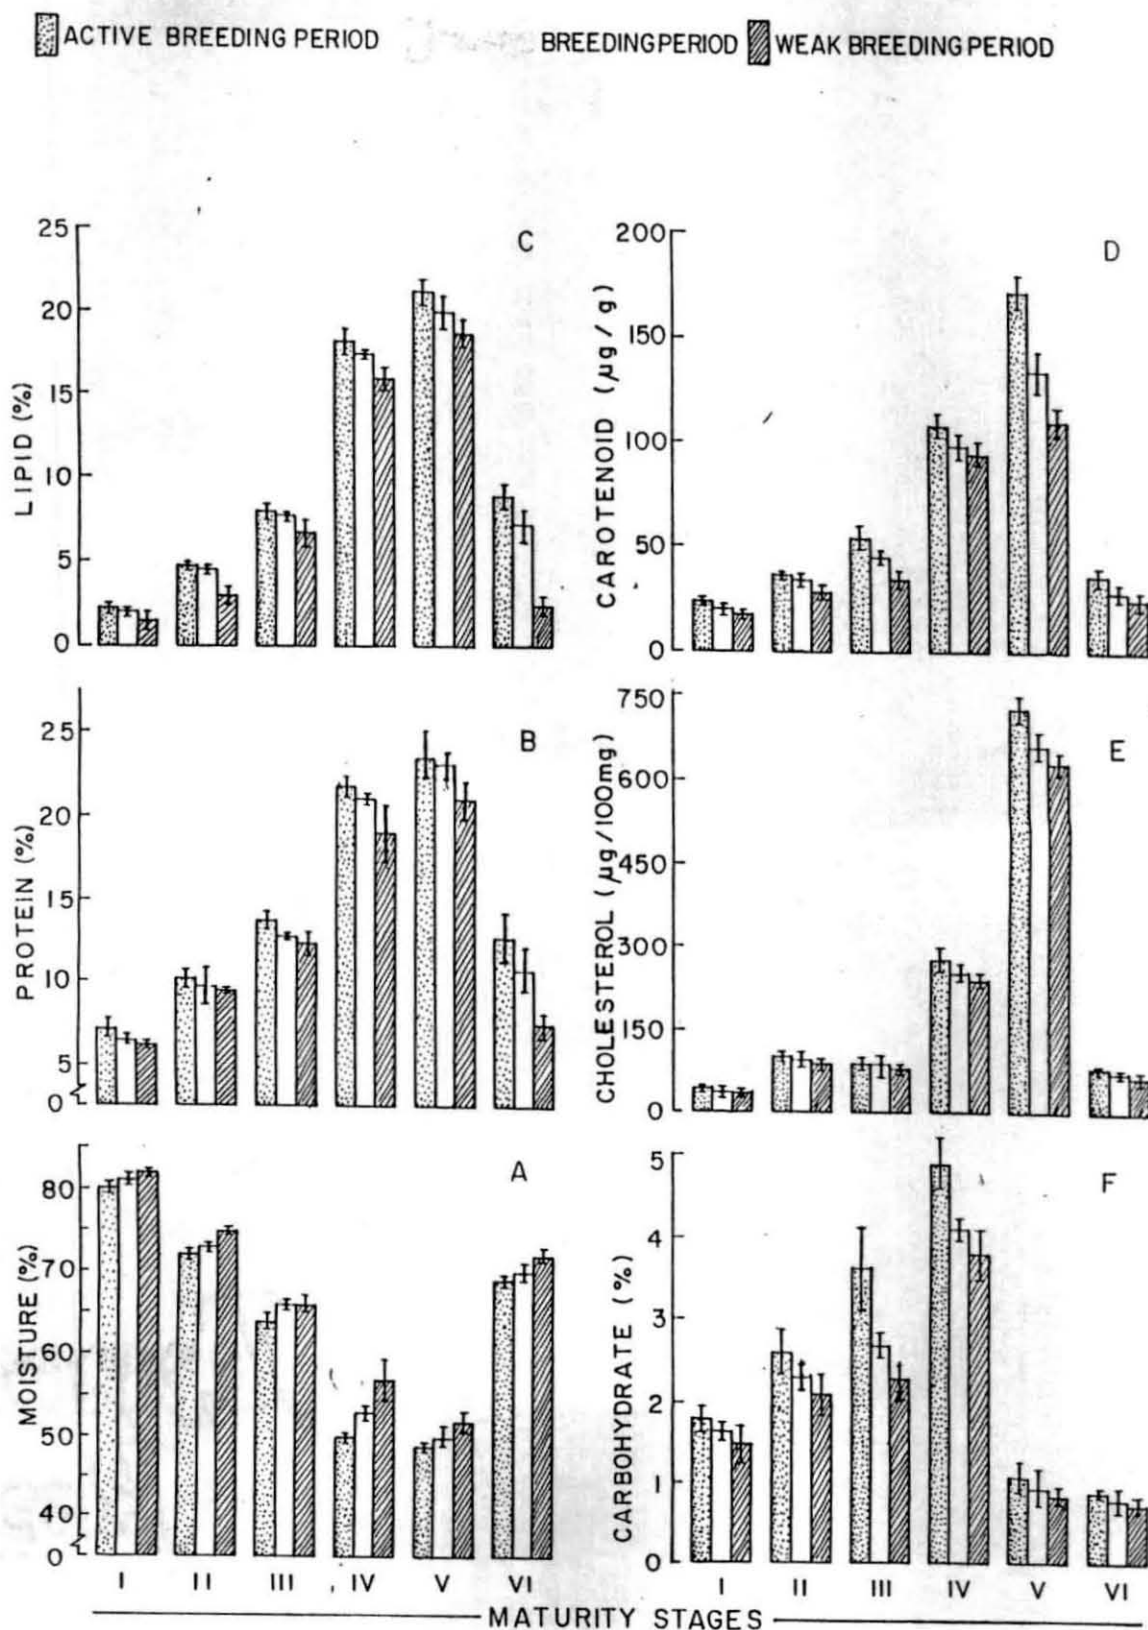 ACTIVE BREEDING PERIOD
BREEDING PERIOD
WEAK BREEDING PERIOD
25
20
15
10
5
0
LIPID (%)
C
200
150
100
50
0
CAROTENOID (µg/g)
D
25
20
15
10
5
0
PROTEIN (%)
B
750
600
450
300
150
0
CHOLESTEROL (µg/100mg)
E
80
70
60
50
40
0
MOISTURE (%)
A
5
4
3
2
1
0
CARBOHYDRATE (%)
F
I II III IV V VI
I II III IV V VI
MATURITY STAGES